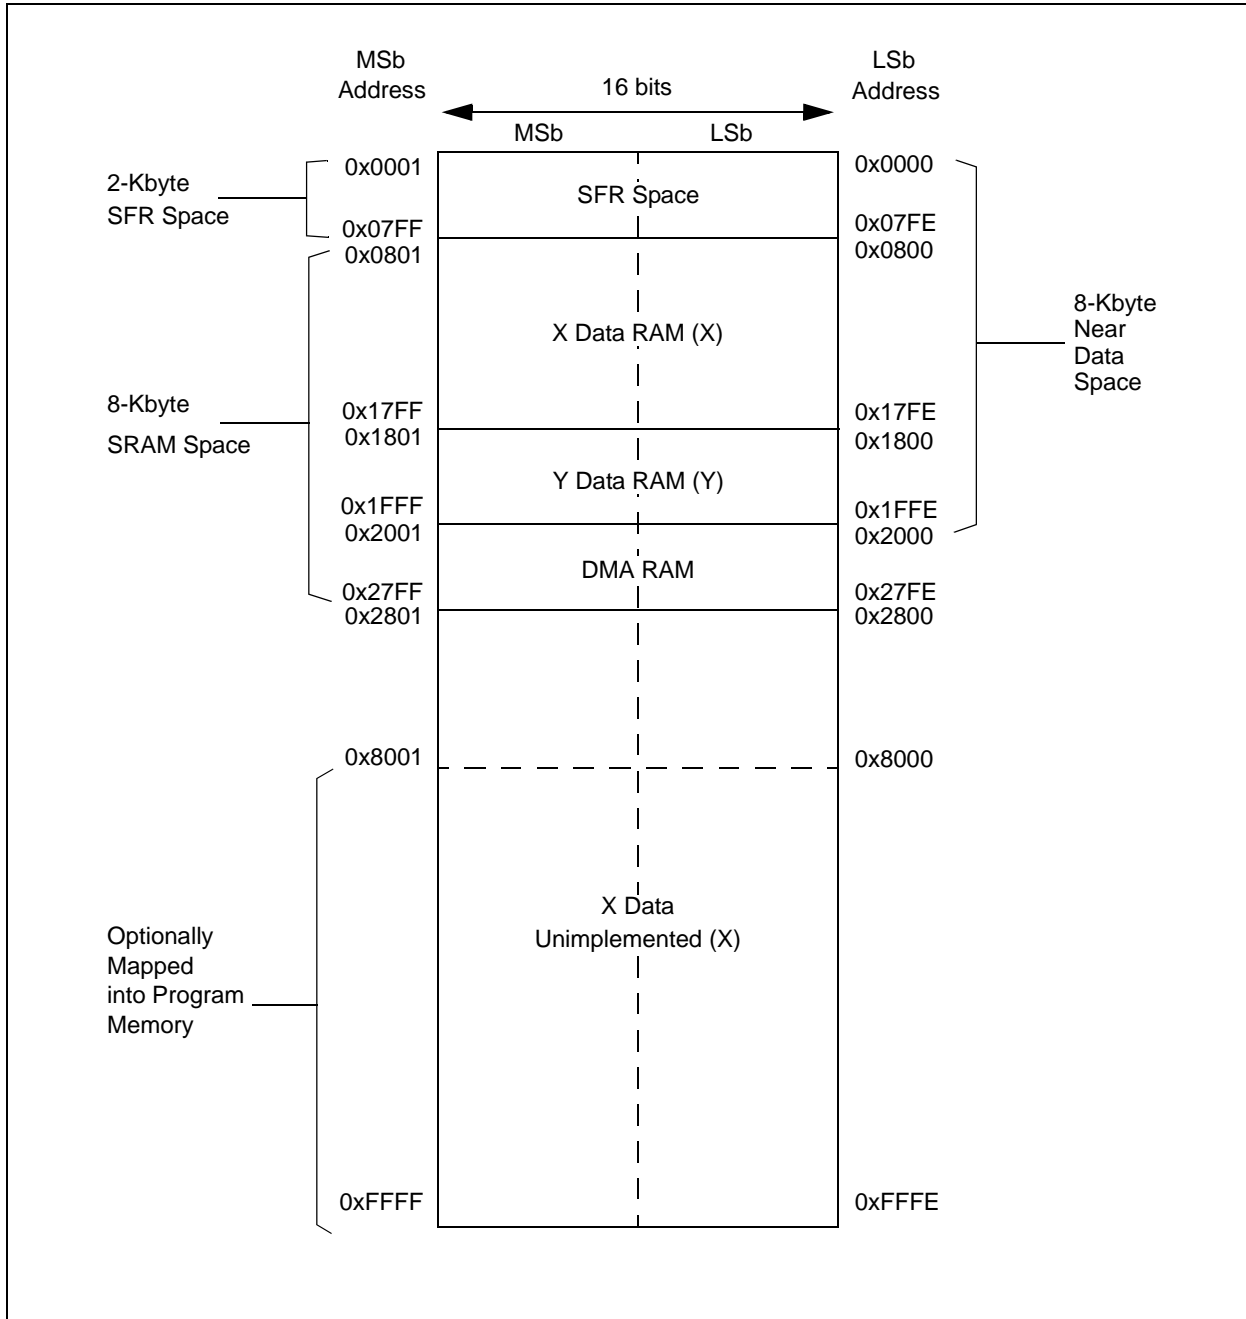 MSb
Address
LSb
Address
16 bits
MSb
LSb
0x0001
0x0000
2-Kbyte
SFR Space
SFR Space
0x07FF
0x07FE
0x0801
0x0800
X Data RAM (X)
8-Kbyte
Near
Data
Space
8-Kbyte
SRAM Space
0x17FF
0x17FE
0x1801
0x1800
Y Data RAM (Y)
0x1FFF
0x1FFE
0x2001
0x2000
DMA RAM
0x27FF
0x27FE
0x2801
0x2800
0x8001
0x8000
X Data
Unimplemented (X)
Optionally
Mapped
into Program
Memory
0xFFFF
0xFFFE